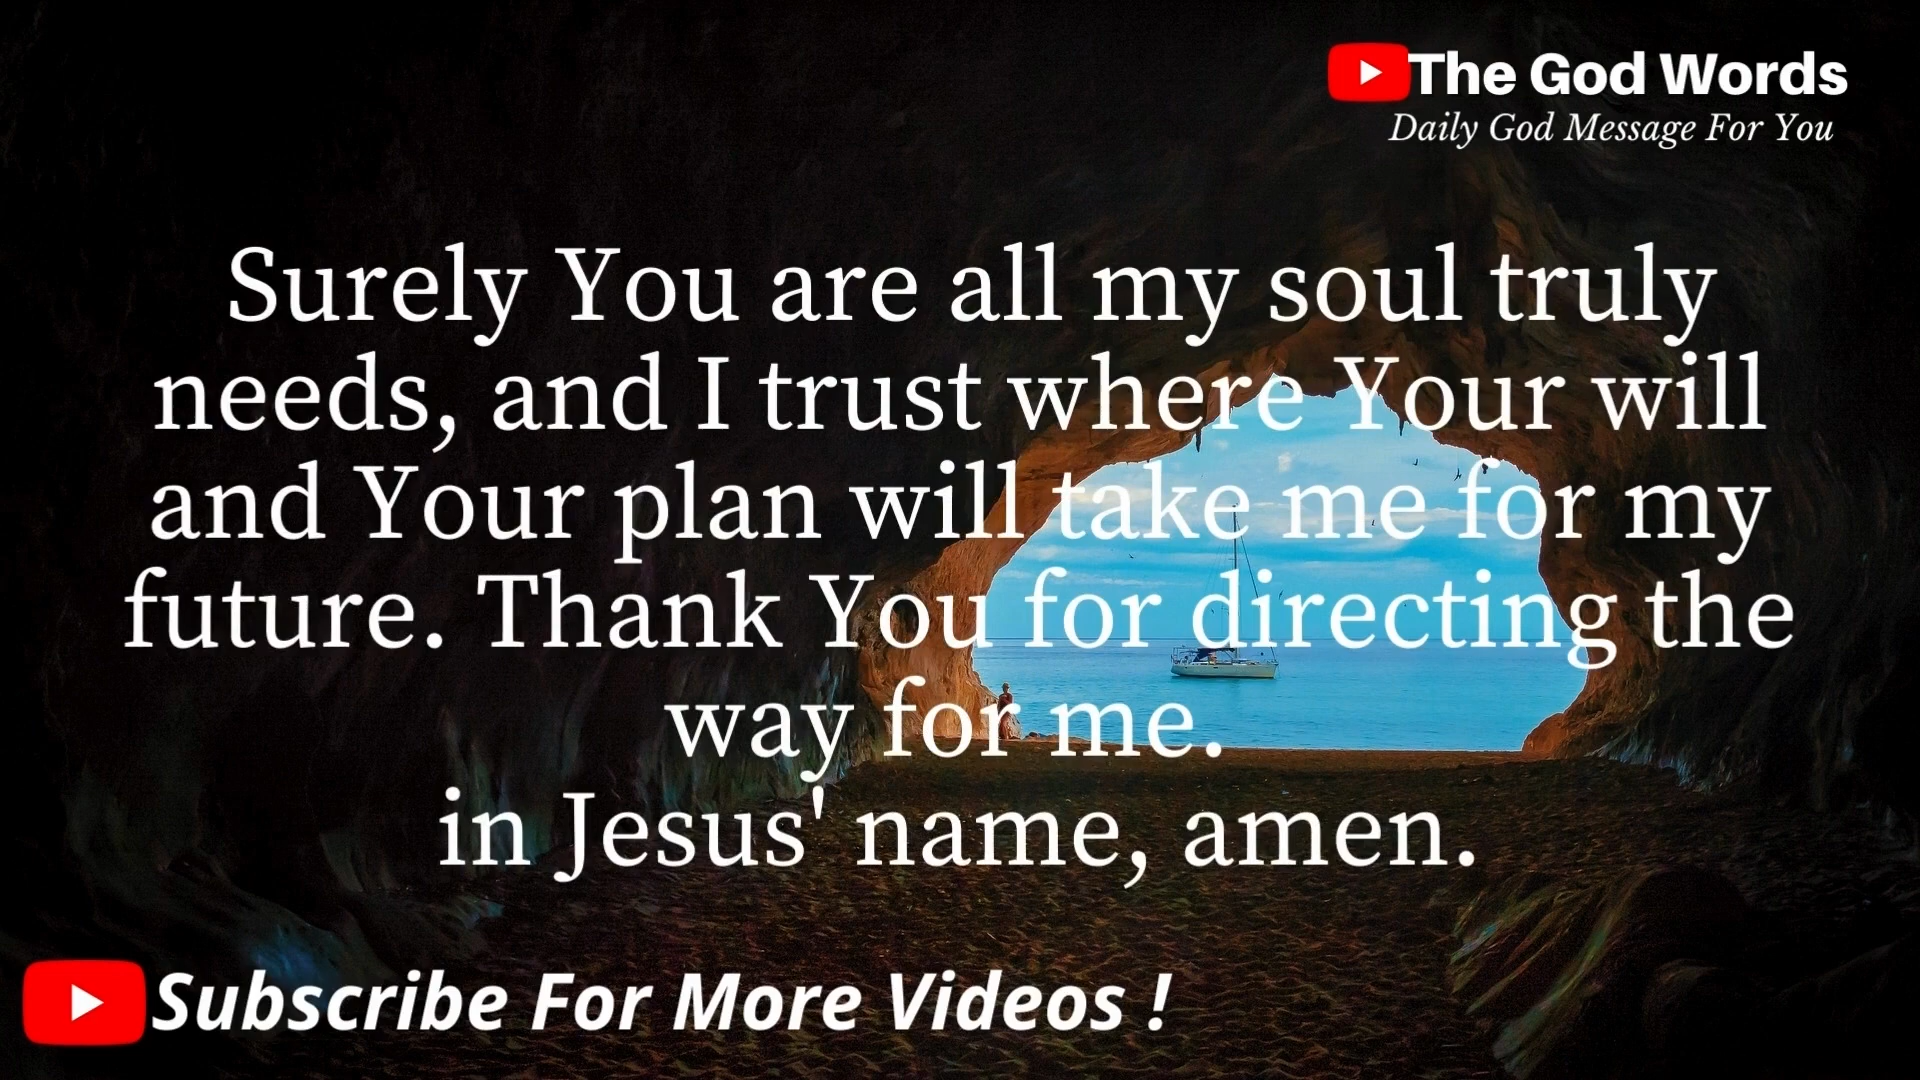 The God Words
Daily God Message For You
Surely You are all my soul truly
needs, and I trust where Your will
and Your plan will take me for my
future. Thank You for directing the
way for me.
in Jesus' name, amen.
Subscribe For More Videos !